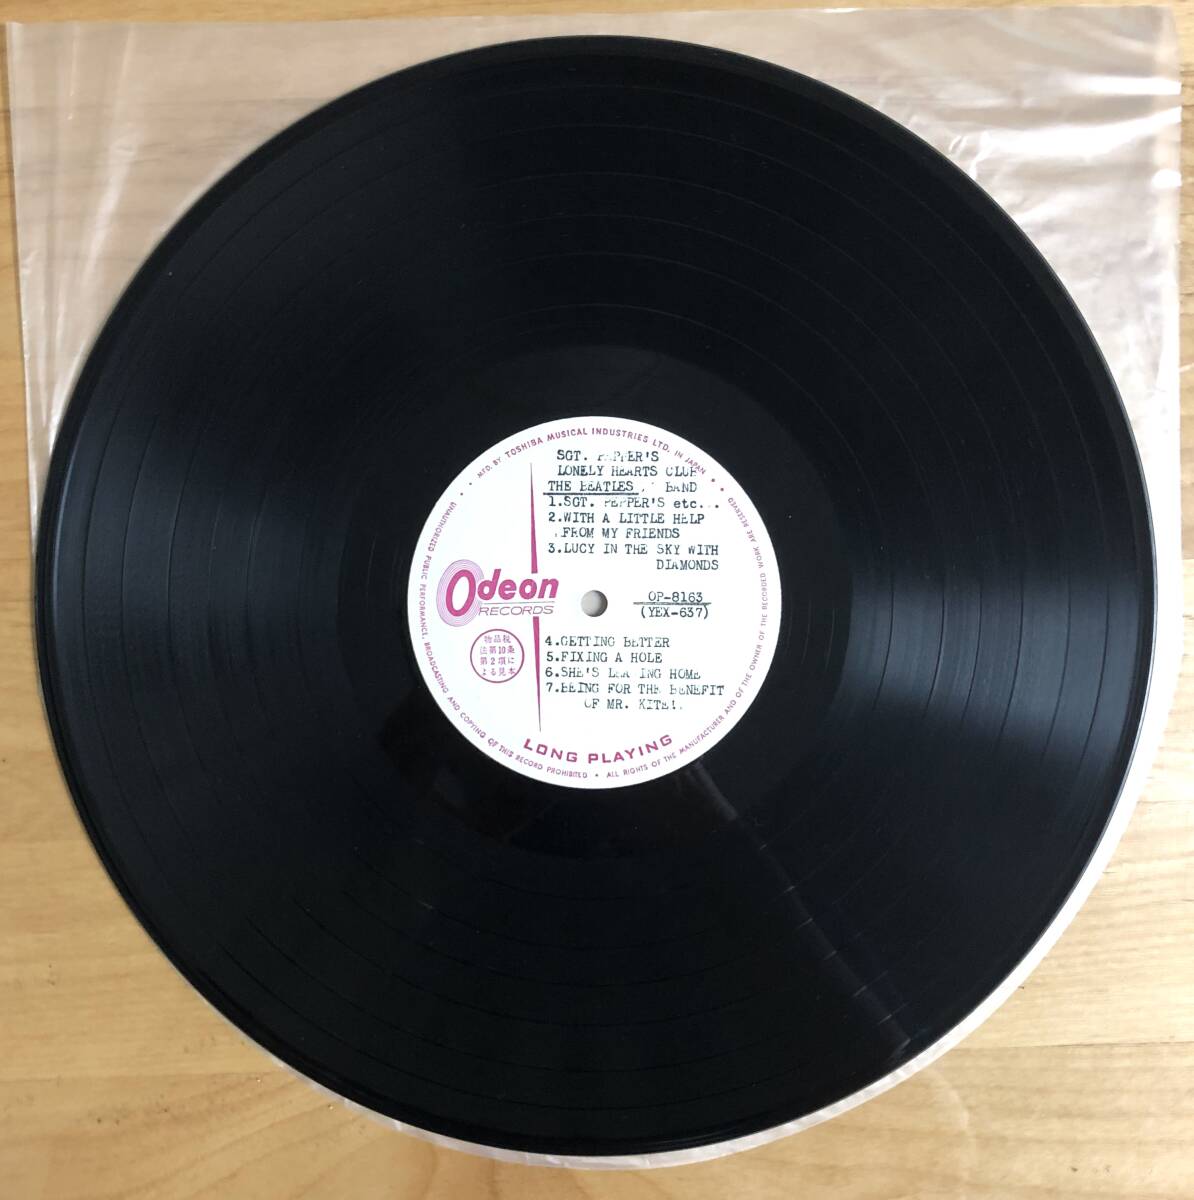 MFD. BY TOSHIBA MUSICAL INDUSTRIES LTD. IN JAPAN
SGT. PEPPER'S
LONELY HEARTS CLUB
THE BEATLES , BAND
1.SGT. PEPPER'S etc...
2.WITH A LITTLE HELP
FROM MY FRIENDS
3.LUCY IN THE SKY WITH
DIAMONDS
Odeon
RECORDS
OP-8163
(YEX-637)
物品税
法第10条
第2項に
よる見本
4.GETTING BETTER
5.FIXING A HOLE
6.SHE'S LEAVING HOME
7.BEING FOR THE BENEFIT
OF MR. KITE!.
LONG PLAYING
UNAUTHORIZED PUBLIC PERFORMANCE, BROADCASTING AND COPYING OF THIS RECORD PROHIBITED • ALL RIGHTS OF THE MANUFACTURER AND OF THE OWNER OF THE RECORDED WORK ARE RESERVED